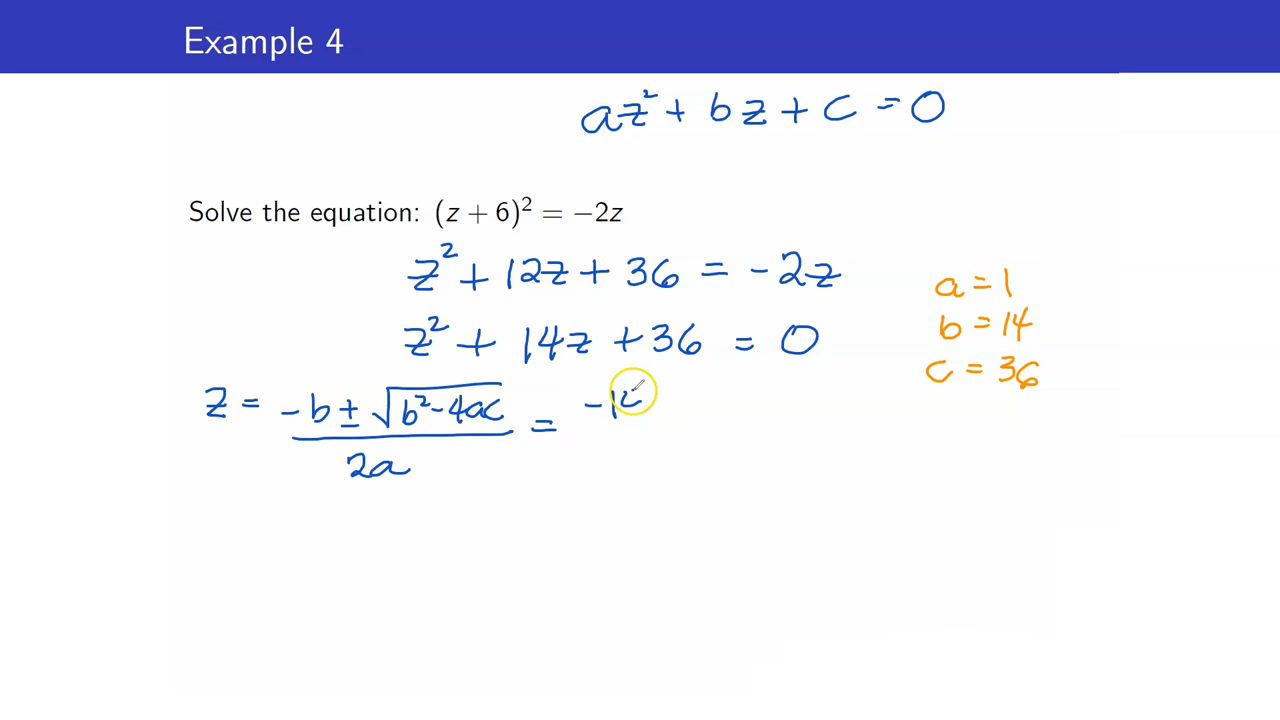 Example 4
az² + bz + c = 0
Solve the equation: (z + 6)² = −2z
z² + 12z + 36 = -2z
z² + 14z + 36 = 0
a = 1
b = 14
c = 36
z = (-b ± √(b²-4ac)) / 2a = -1